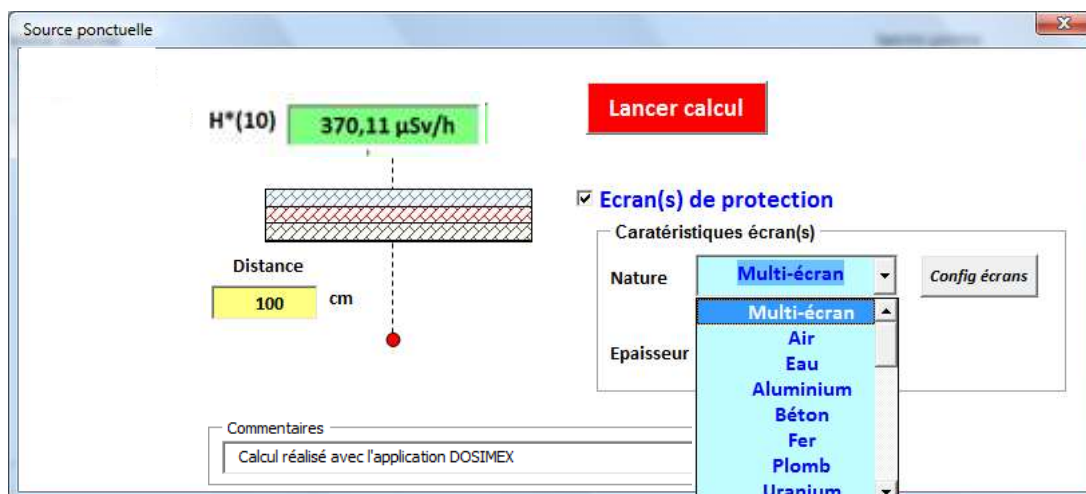 Source ponctuelle
H*(10) 370,11 µSv/h
Lancer calcul
Ecran(s) de protection
Caratéristiques écran(s)
Distance
100 cm
Nature Multi-écran Config écrans
Multi-écran
Air
Eau
Aluminium
Béton
Fer
Plomb
Uranium
Epaisseur
Commentaires
Calcul réalisé avec l'application DOSIMEX